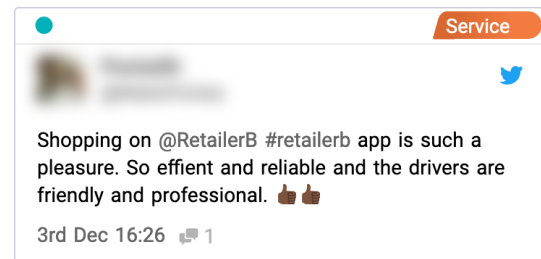 Service
Shopping on @RetailerB #retailerb app is such a
pleasure. So effient and reliable and the drivers are
friendly and professional. 👍🏾👍🏾
3rd Dec 16:26 1